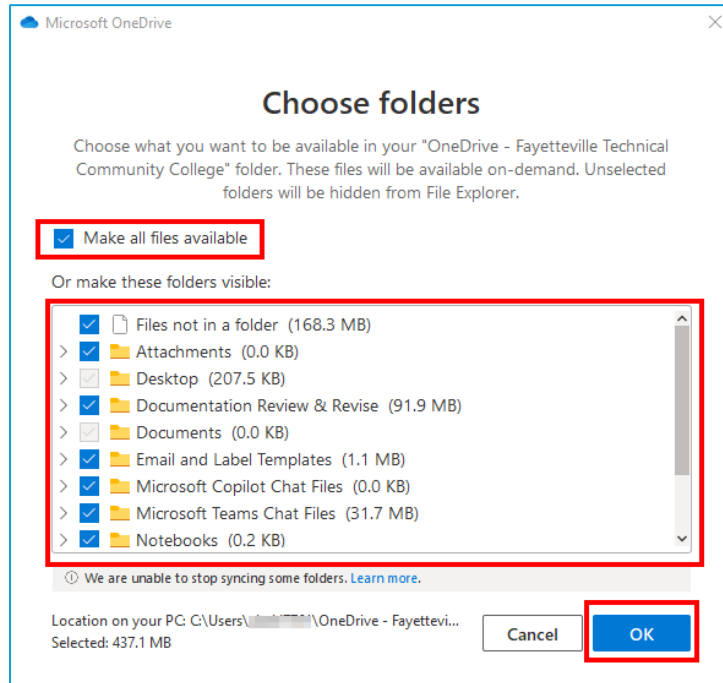 Microsoft OneDrive
Choose folders
Choose what you want to be available in your "OneDrive - Fayetteville Technical
Community College" folder. These files will be available on-demand. Unselected
folders will be hidden from File Explorer.
Make all files available
Or make these folders visible:
Files not in a folder (168.3 MB)
Attachments (0.0 KB)
Desktop (207.5 KB)
Documentation Review & Revise (91.9 MB)
Documents (0.0 KB)
Email and Label Templates (1.1 MB)
Microsoft Copilot Chat Files (0.0 KB)
Microsoft Teams Chat Files (31.7 MB)
Notebooks (0.2 KB)
We are unable to stop syncing some folders. Learn more.
Location on your PC: C:\Users\ \OneDrive - Fayettevi...
Selected: 437.1 MB
Cancel
OK